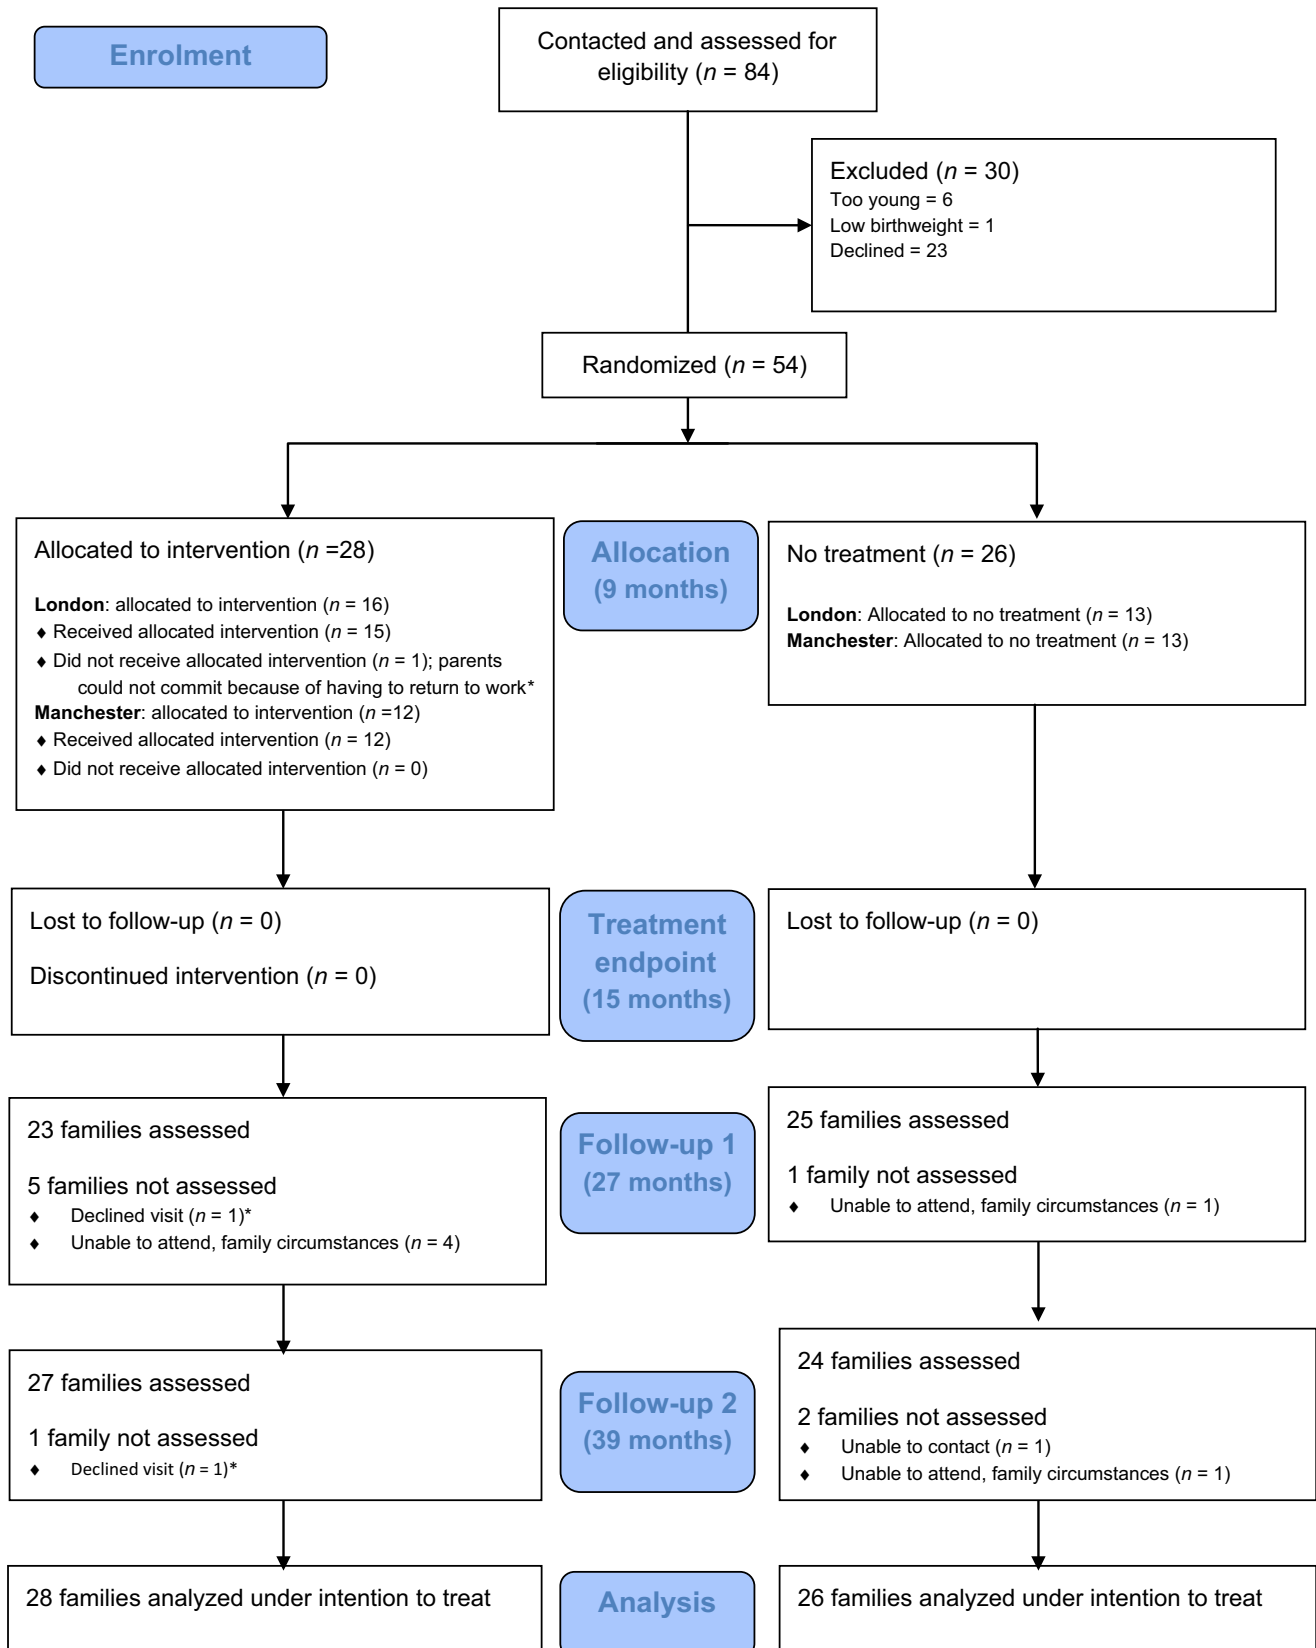 Enrolment
Contacted and assessed for
eligibility (n = 84)
Excluded (n = 30)
Too young = 6
Low birthweight = 1
Declined = 23
Randomized (n = 54)
Allocated to intervention (n =28)
London: allocated to intervention (n = 16)
♦ Received allocated intervention (n = 15)
♦ Did not receive allocated intervention (n = 1); parents
could not commit because of having to return to work*
Manchester: allocated to intervention (n =12)
♦ Received allocated intervention (n = 12)
♦ Did not receive allocated intervention (n = 0)
Allocation
(9 months)
No treatment (n = 26)
London: Allocated to no treatment (n = 13)
Manchester: Allocated to no treatment (n = 13)
Lost to follow-up (n = 0)
Discontinued intervention (n = 0)
Treatment
endpoint
(15 months)
Lost to follow-up (n = 0)
23 families assessed
5 families not assessed
♦ Declined visit (n = 1)*
♦ Unable to attend, family circumstances (n = 4)
Follow-up 1
(27 months)
25 families assessed
1 family not assessed
♦ Unable to attend, family circumstances (n = 1)
27 families assessed
1 family not assessed
♦ Declined visit (n = 1)*
Follow-up 2
(39 months)
24 families assessed
2 families not assessed
♦ Unable to contact (n = 1)
♦ Unable to attend, family circumstances (n = 1)
28 families analyzed under intention to treat
Analysis
26 families analyzed under intention to treat